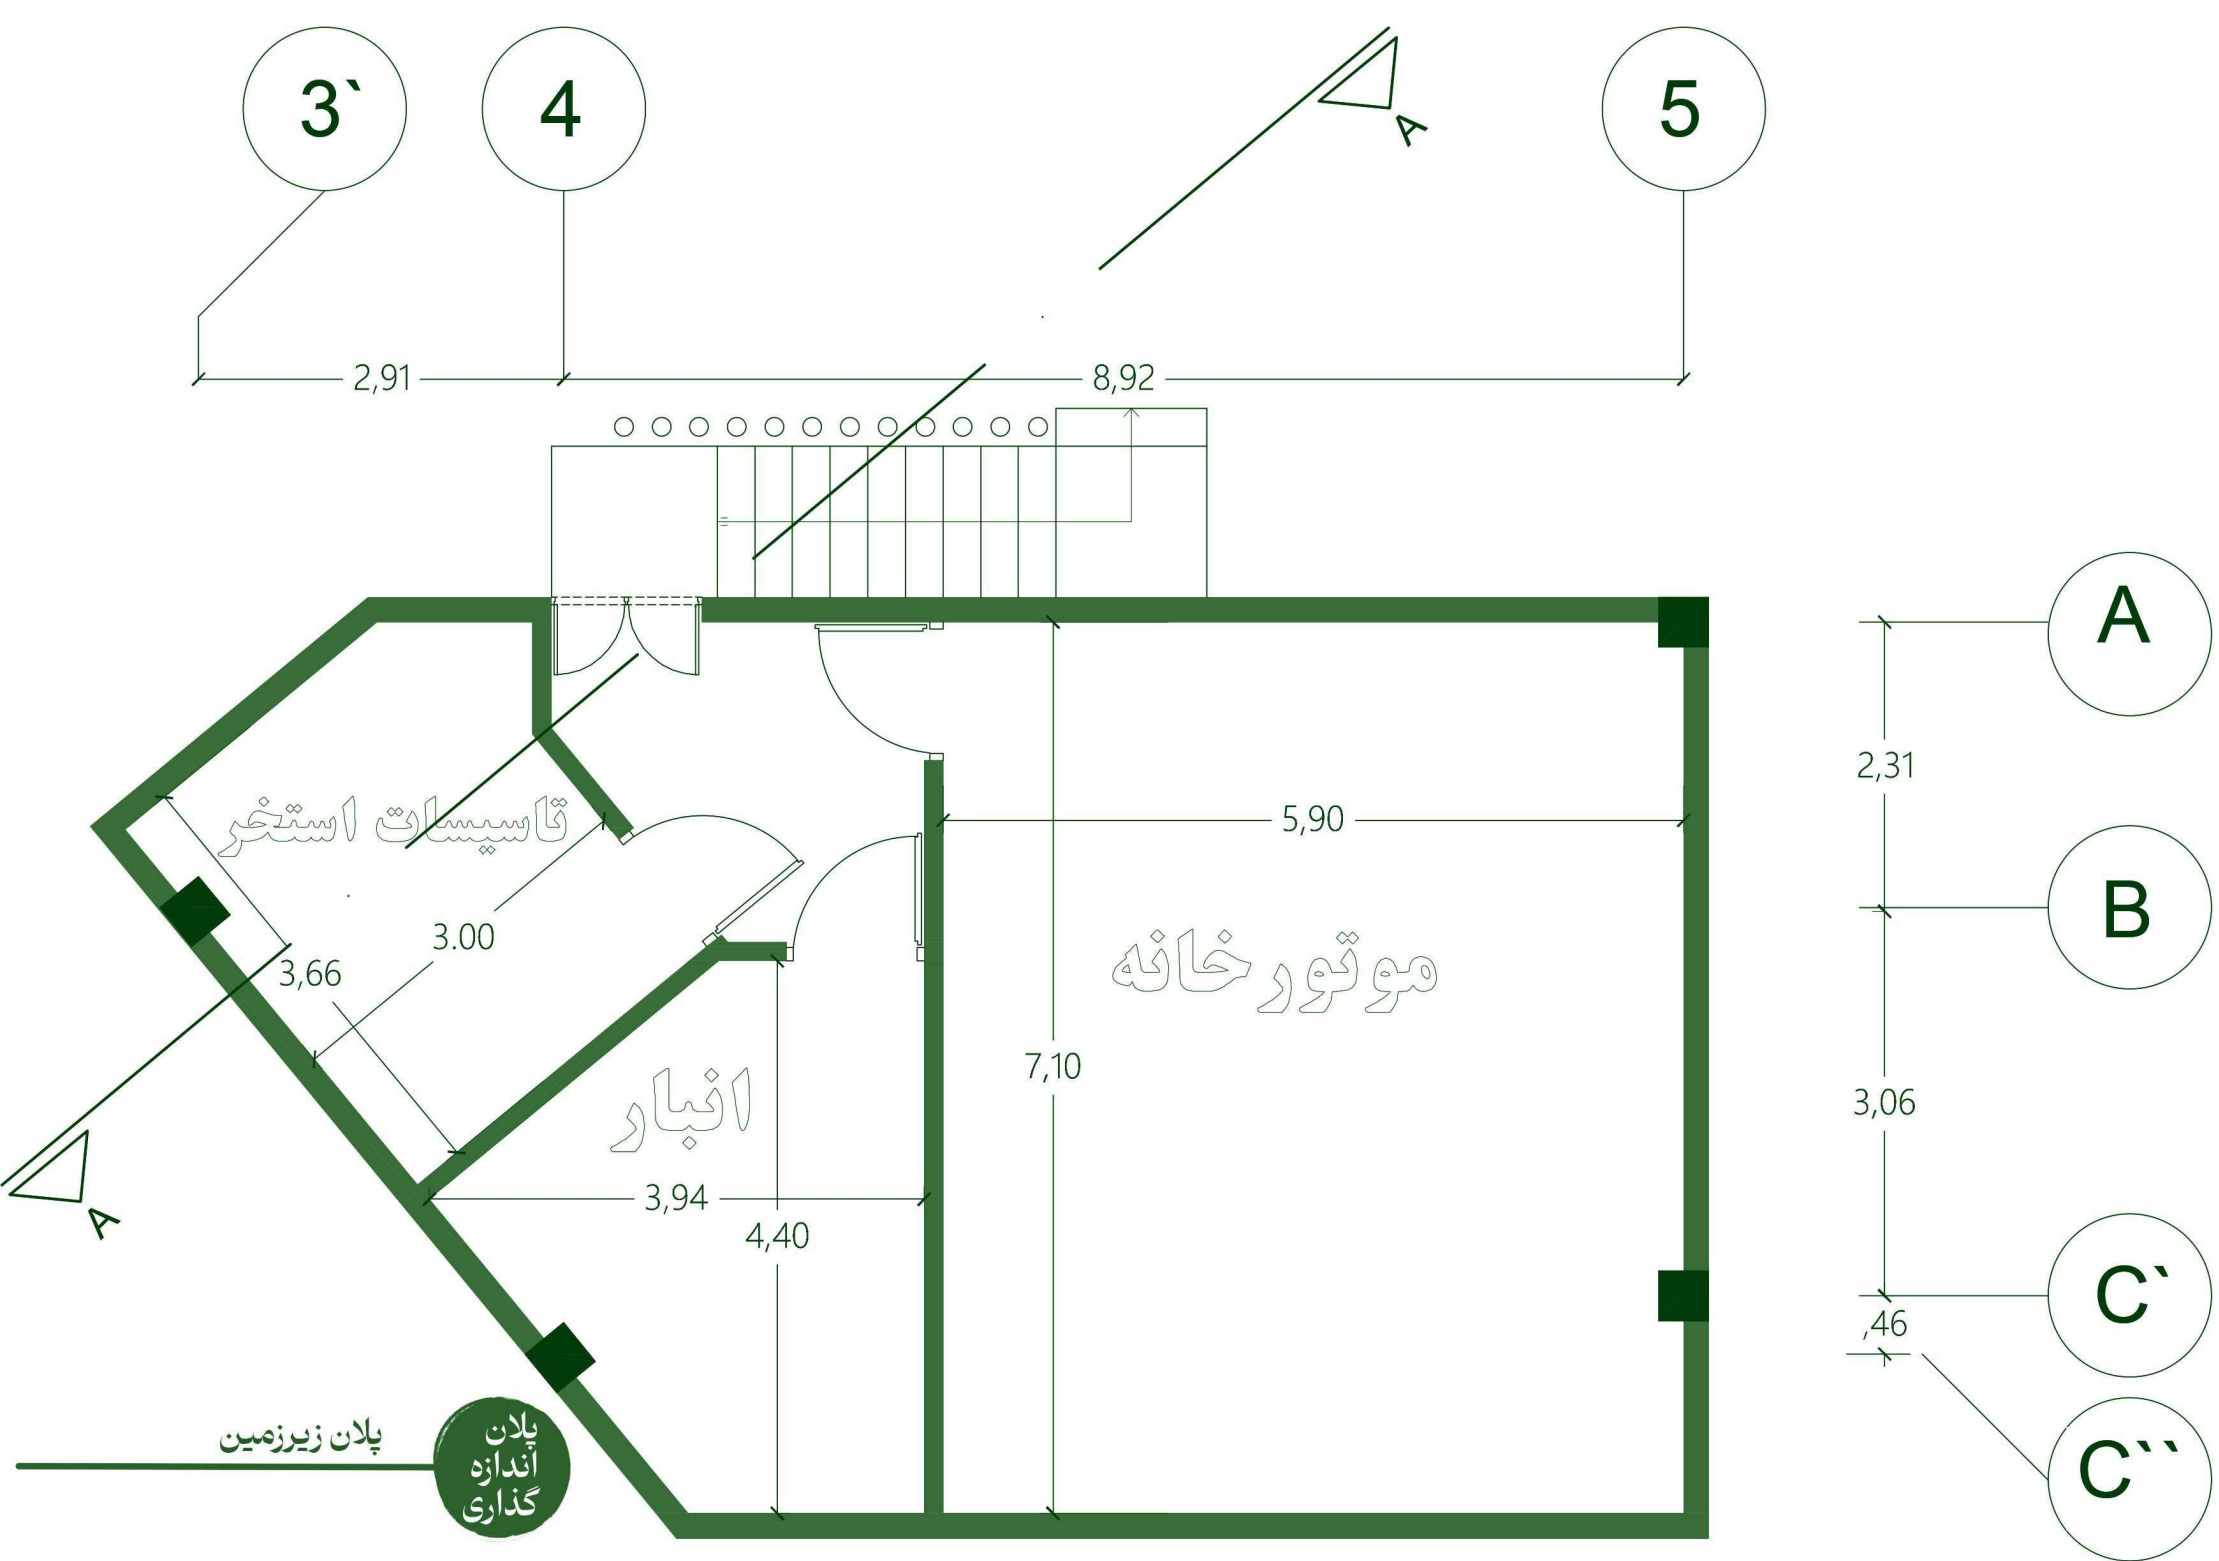 3`
4
5
A
2,91
8,92
A
2,31
5,90
B
تاسیسات استخر
3.00
3,66
موتورخانه
7,10
3,06
انبار
3,94
4,40
A
C`
,46
C``
پلان زیرزمین
پلان
اندازه
گذاری